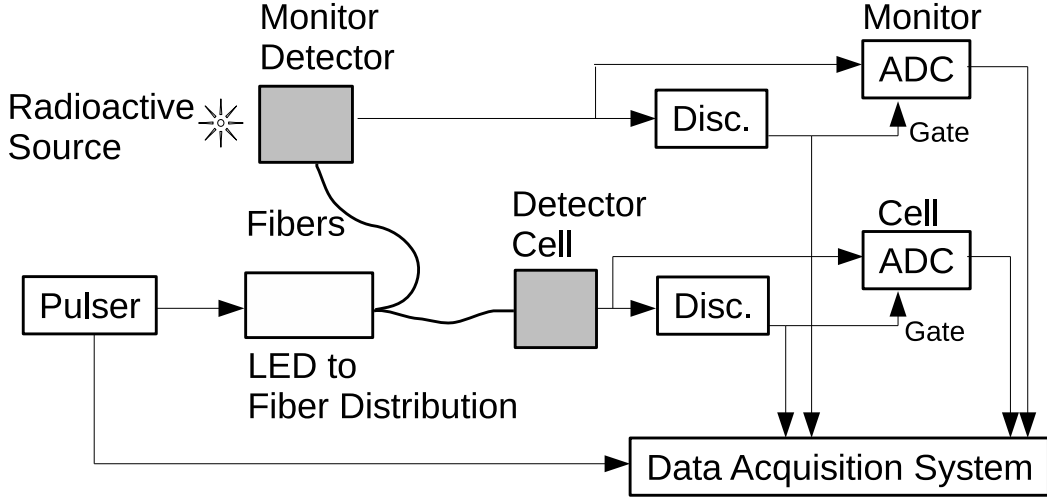 Monitor
Detector
Monitor
ADC
Radioactive
Source
Disc.
Gate
Fibers
Detector
Cell
Cell
ADC
Pulser
Disc.
Gate
LED to
Fiber Distribution
Data Acquisition System